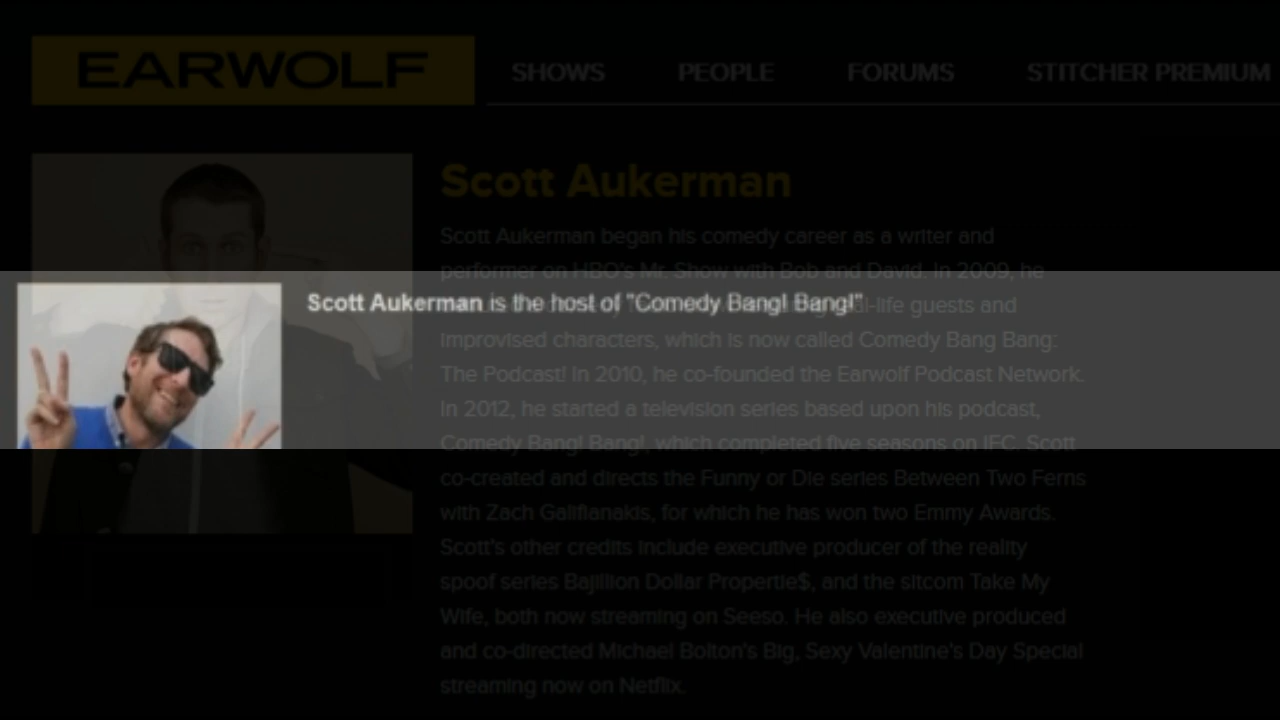 EARWOLF
SHOWS PEOPLE FORUMS STITCHER PREMIUM
Scott Aukerman
Scott Aukerman began his comedy career as a writer and
performer on HBO's Mr. Show with Bob and David. In 2009, he
Scott Aukerman is the host of "Comedy Bang! Bang!"
real-life guests and
improvised characters, which is now called Comedy Bang Bang:
The Podcast! In 2010, he co-founded the Earwolf Podcast Network.
In 2012, he started a television series based upon his podcast,
Comedy Bang! Bang!, which completed five seasons on IFC. Scott
co-created and directs the Funny or Die series Between Two Ferns
with Zach Galifianakis, for which he has won two Emmy Awards.
Scott's other credits include executive producer of the reality
spoof series Bajillion Dollar Propertie$, and the sitcom Take My
Wife, both now streaming on Seeso. He also executive produced
and co-directed Michael Bolton's Big, Sexy Valentine's Day Special
streaming now on Netflix.